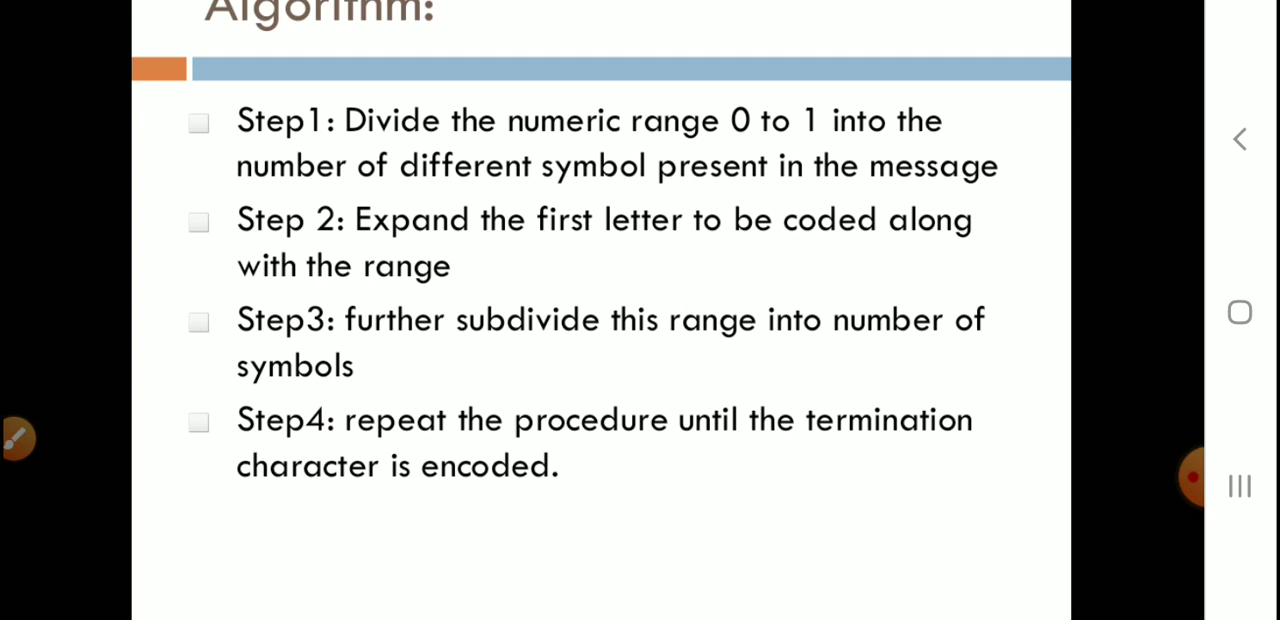 Algorithm:
Step1: Divide the numeric range 0 to 1 into the
number of different symbol present in the message
Step 2: Expand the first letter to be coded along
with the range
Step3: further subdivide this range into number of
symbols
Step4: repeat the procedure until the termination
character is encoded.